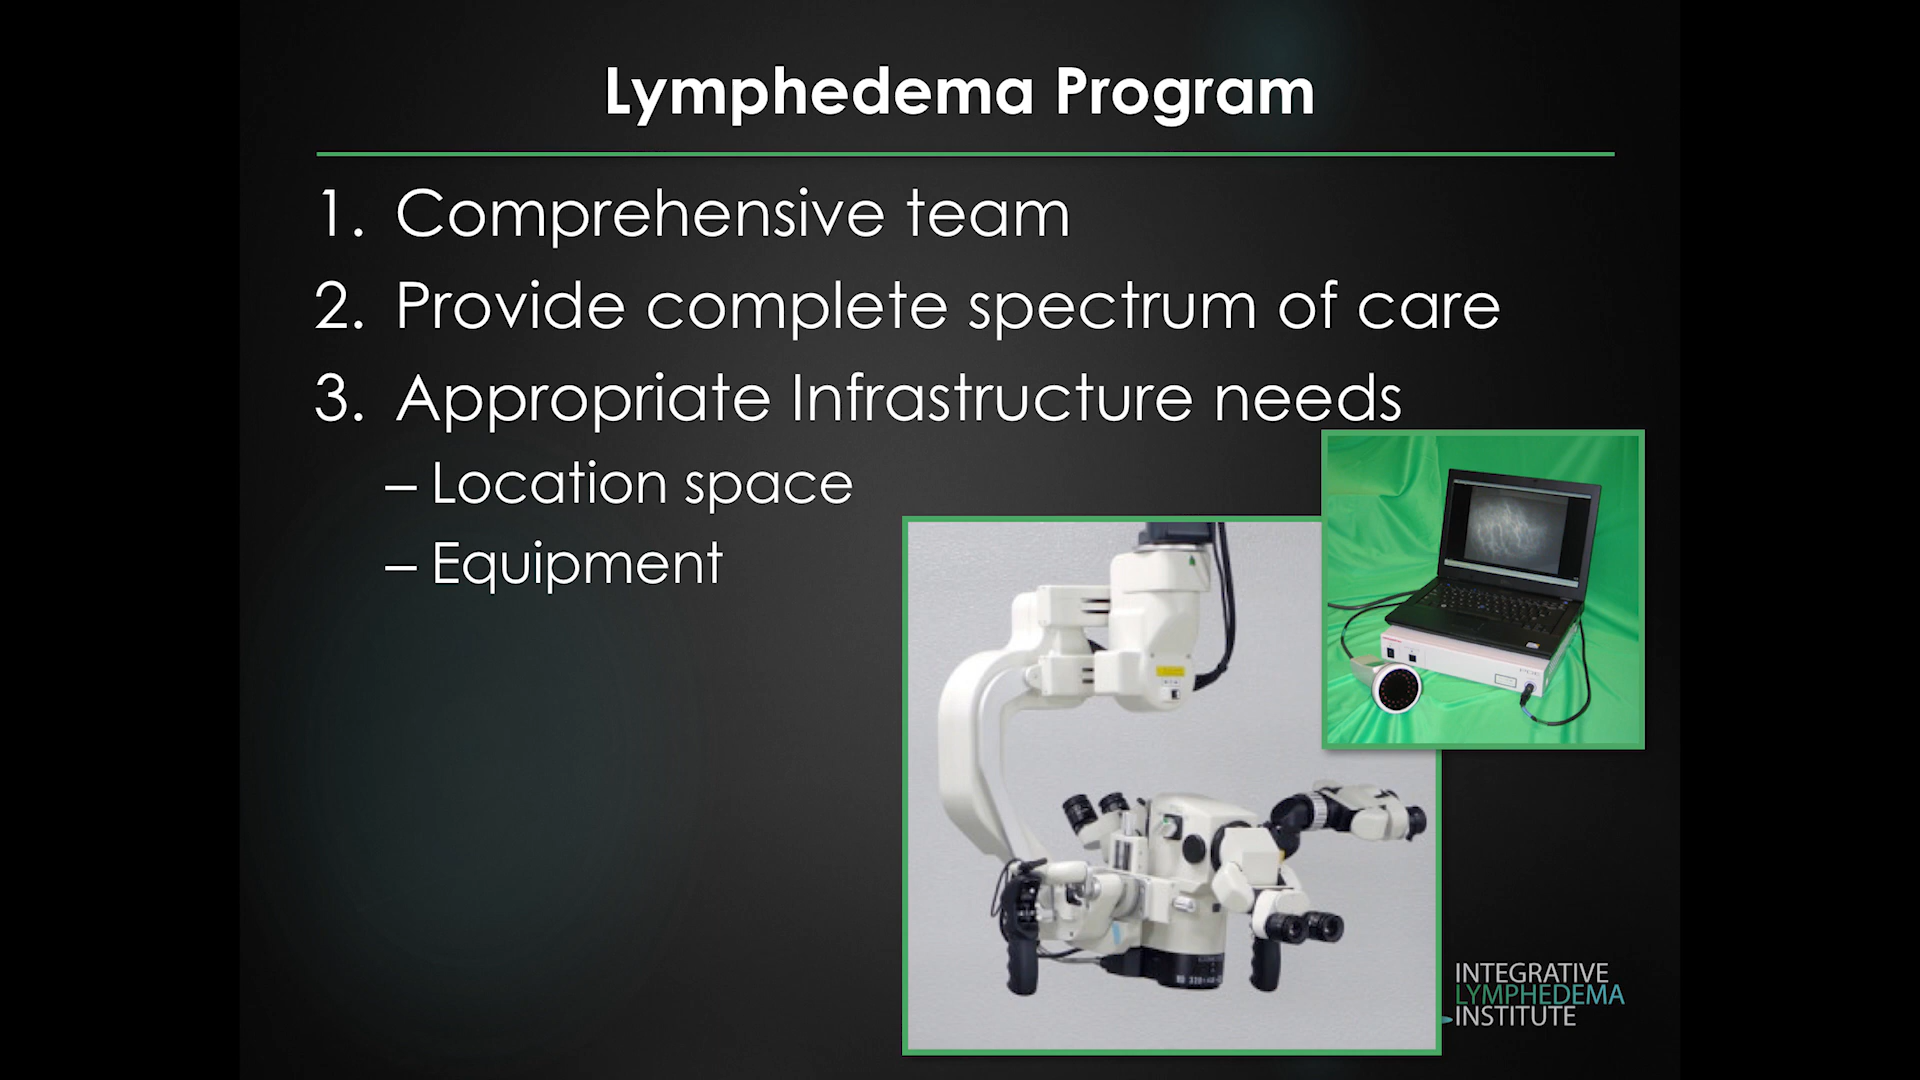 Lymphedema Program
1. Comprehensive team
2. Provide complete spectrum of care
3. Appropriate Infrastructure needs
– Location space
– Equipment
INTEGRATIVE
LYMPHEDEMA
INSTITUTE